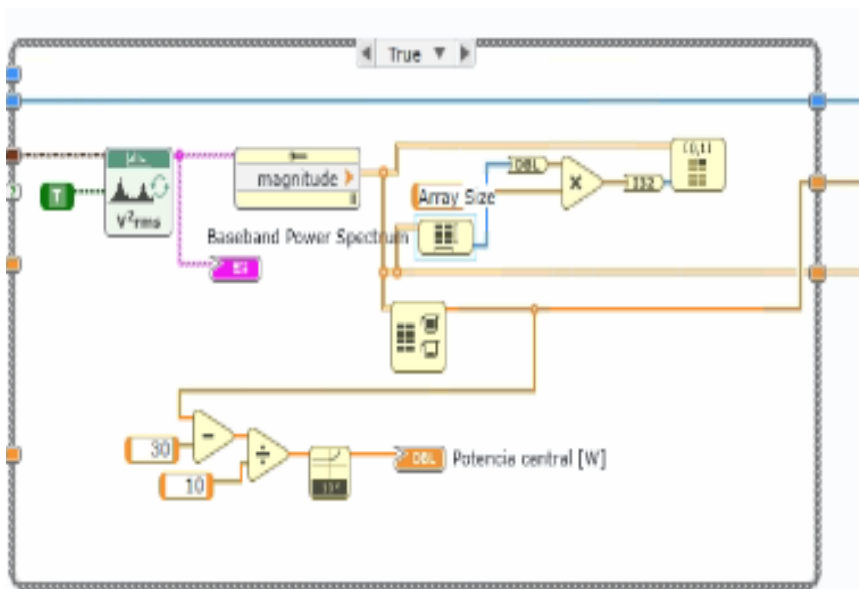 True
T
V²rms
magnitude
Baseband Power Spectrum
Array Size
DBL
x
I32
[0,1]
30
-
10
÷
DBL
Potencia central [W]